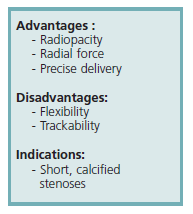 Advantages :
- Radiopacity
- Radial force
- Precise delivery
Disadvantages:
- Flexibility
- Trackability
Indications:
- Short, calcified
stenoses